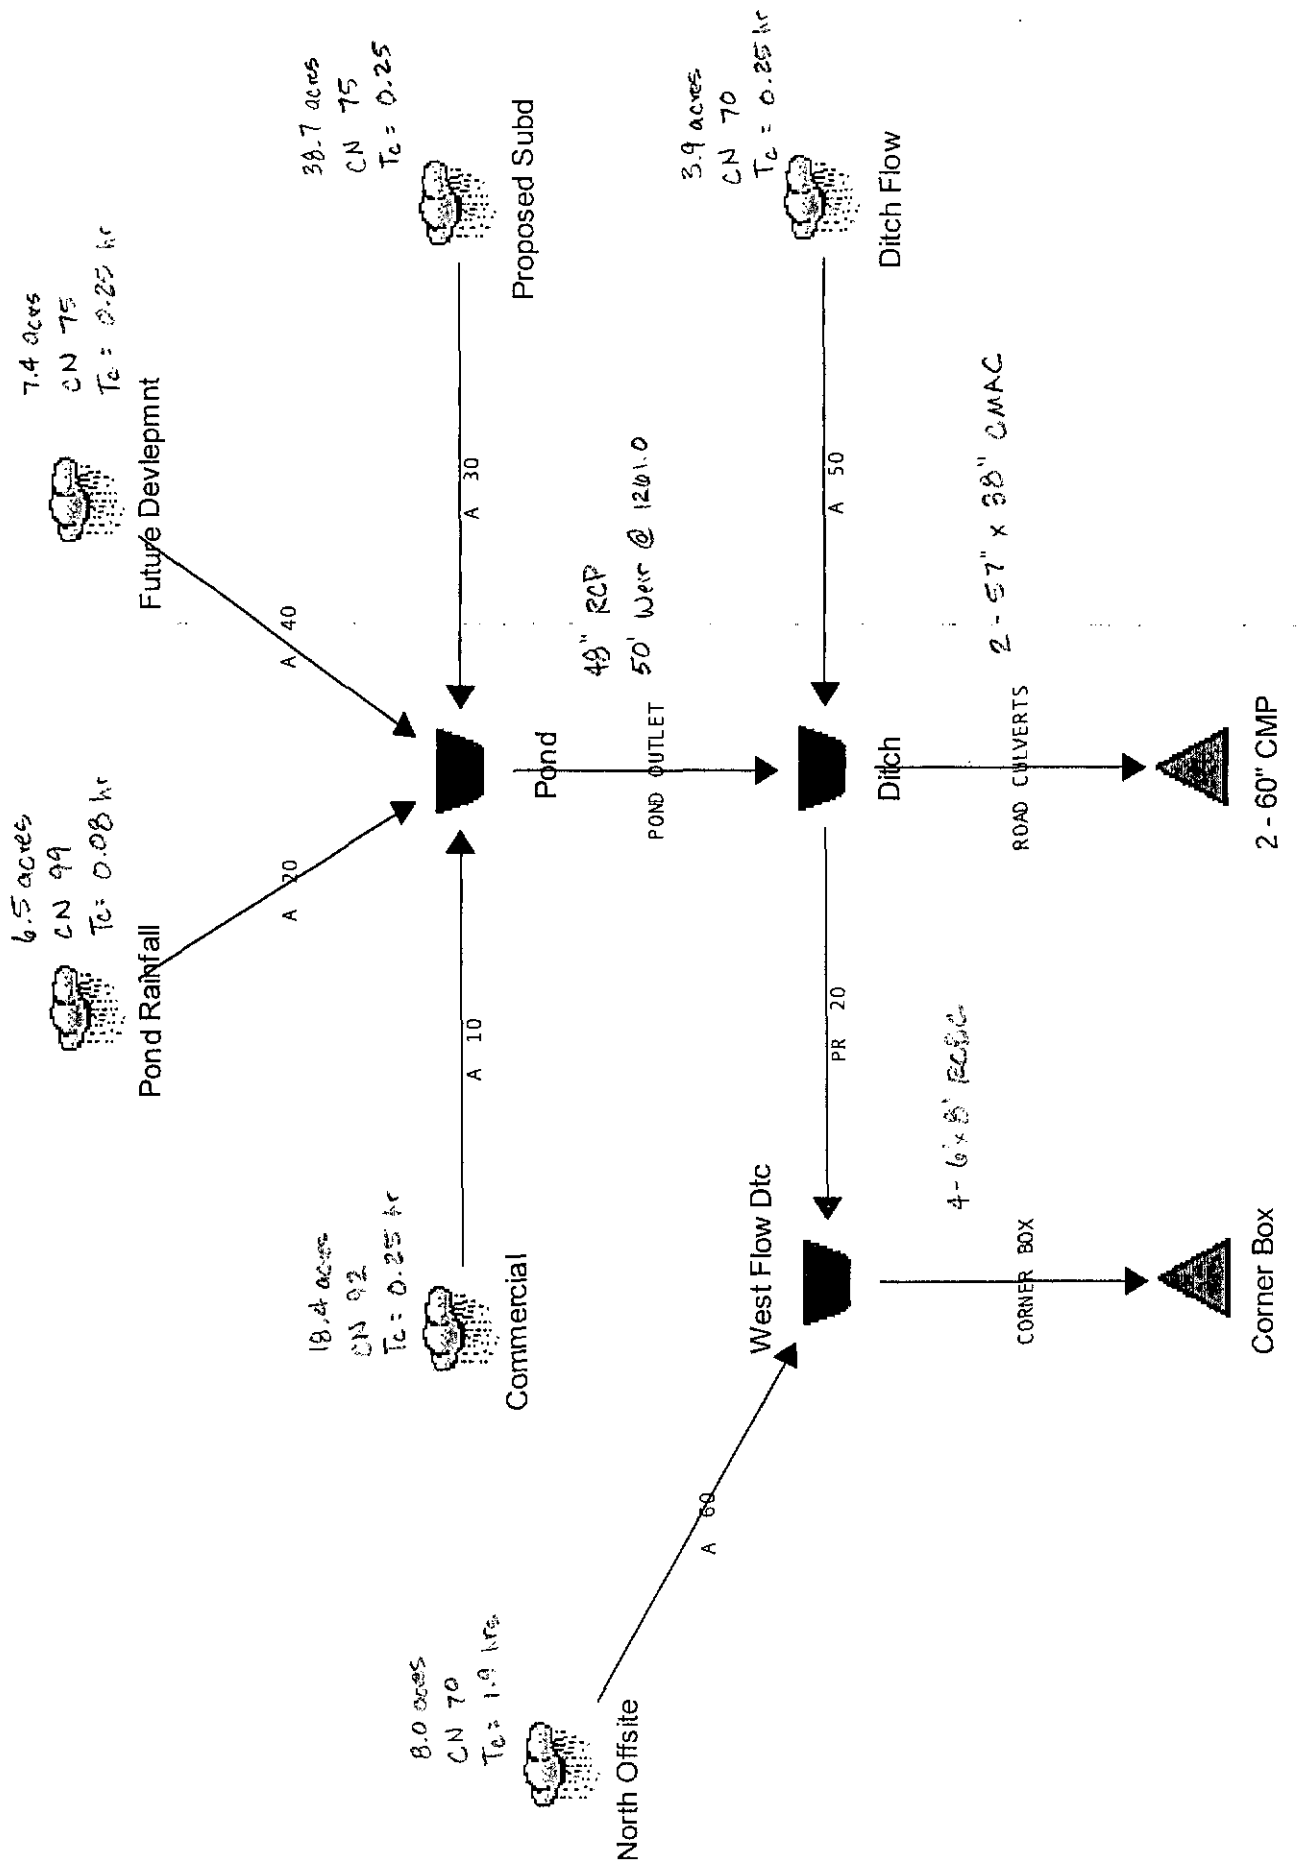 6.5 acres
CN 99
Tc = 0.08 hr
Pond Rainfall
7.4 acres
CN 75
Tc = 0.25 hr
Future Devlepmnt
A 20
A 40
18.4 acres
CN 92
Tc = 0.25 hr
Commercial
A 10
Pond
A 30
38.7 acres
CN 75
Tc = 0.25
Proposed Subd
POND OUTLET
48" RCP
50' Weir @ 1261.0
8.0 acres
CN 70
Tc = 1.9 hrs
North Offsite
A 60
West Flow Dtc
PR 20
Ditch
A 50
3.9 acres
CN 70
Tc = 0.25 hr
Ditch Flow
CORNER BOX
4 - 6' x 8'
ROAD CULVERTS
2 - 57" x 38" CMAC
Corner Box
2 - 60" CMP